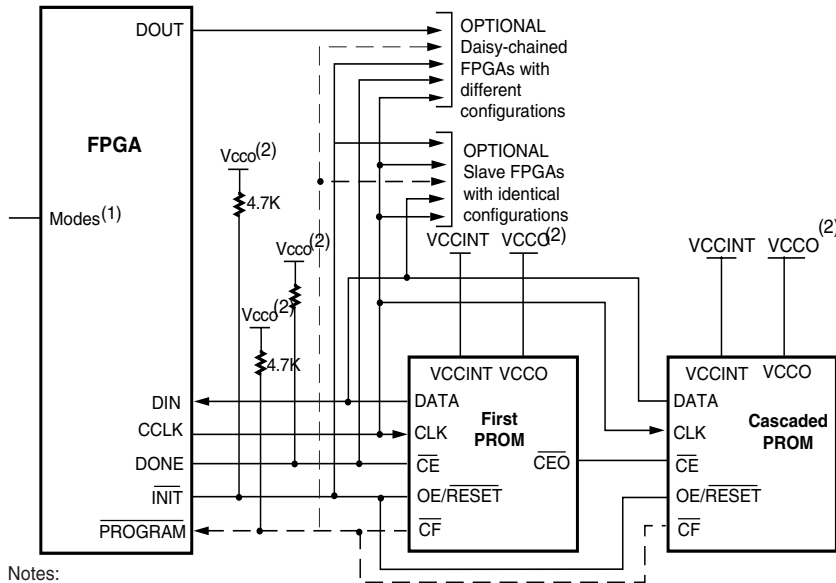 DOUT
OPTIONAL
Daisy-chained
FPGAs with
different
configurations
FPGA
Vcco(2)
4.7K
OPTIONAL
Slave FPGAs
with identical
configurations
Modes(1)
Vcco(2)
VCCINT VCCO(2)
VCCINT VCCO(2)
Vcco(2)
4.7K
VCCINT VCCO
VCCINT VCCO
DIN
DATA
First
PROM
DATA
Cascaded
PROM
CCLK
CLK
CLK
DONE
CE
CEO
CE
INIT
OE/RESET
OE/RESET
PROGRAM
CF
CF
Notes: